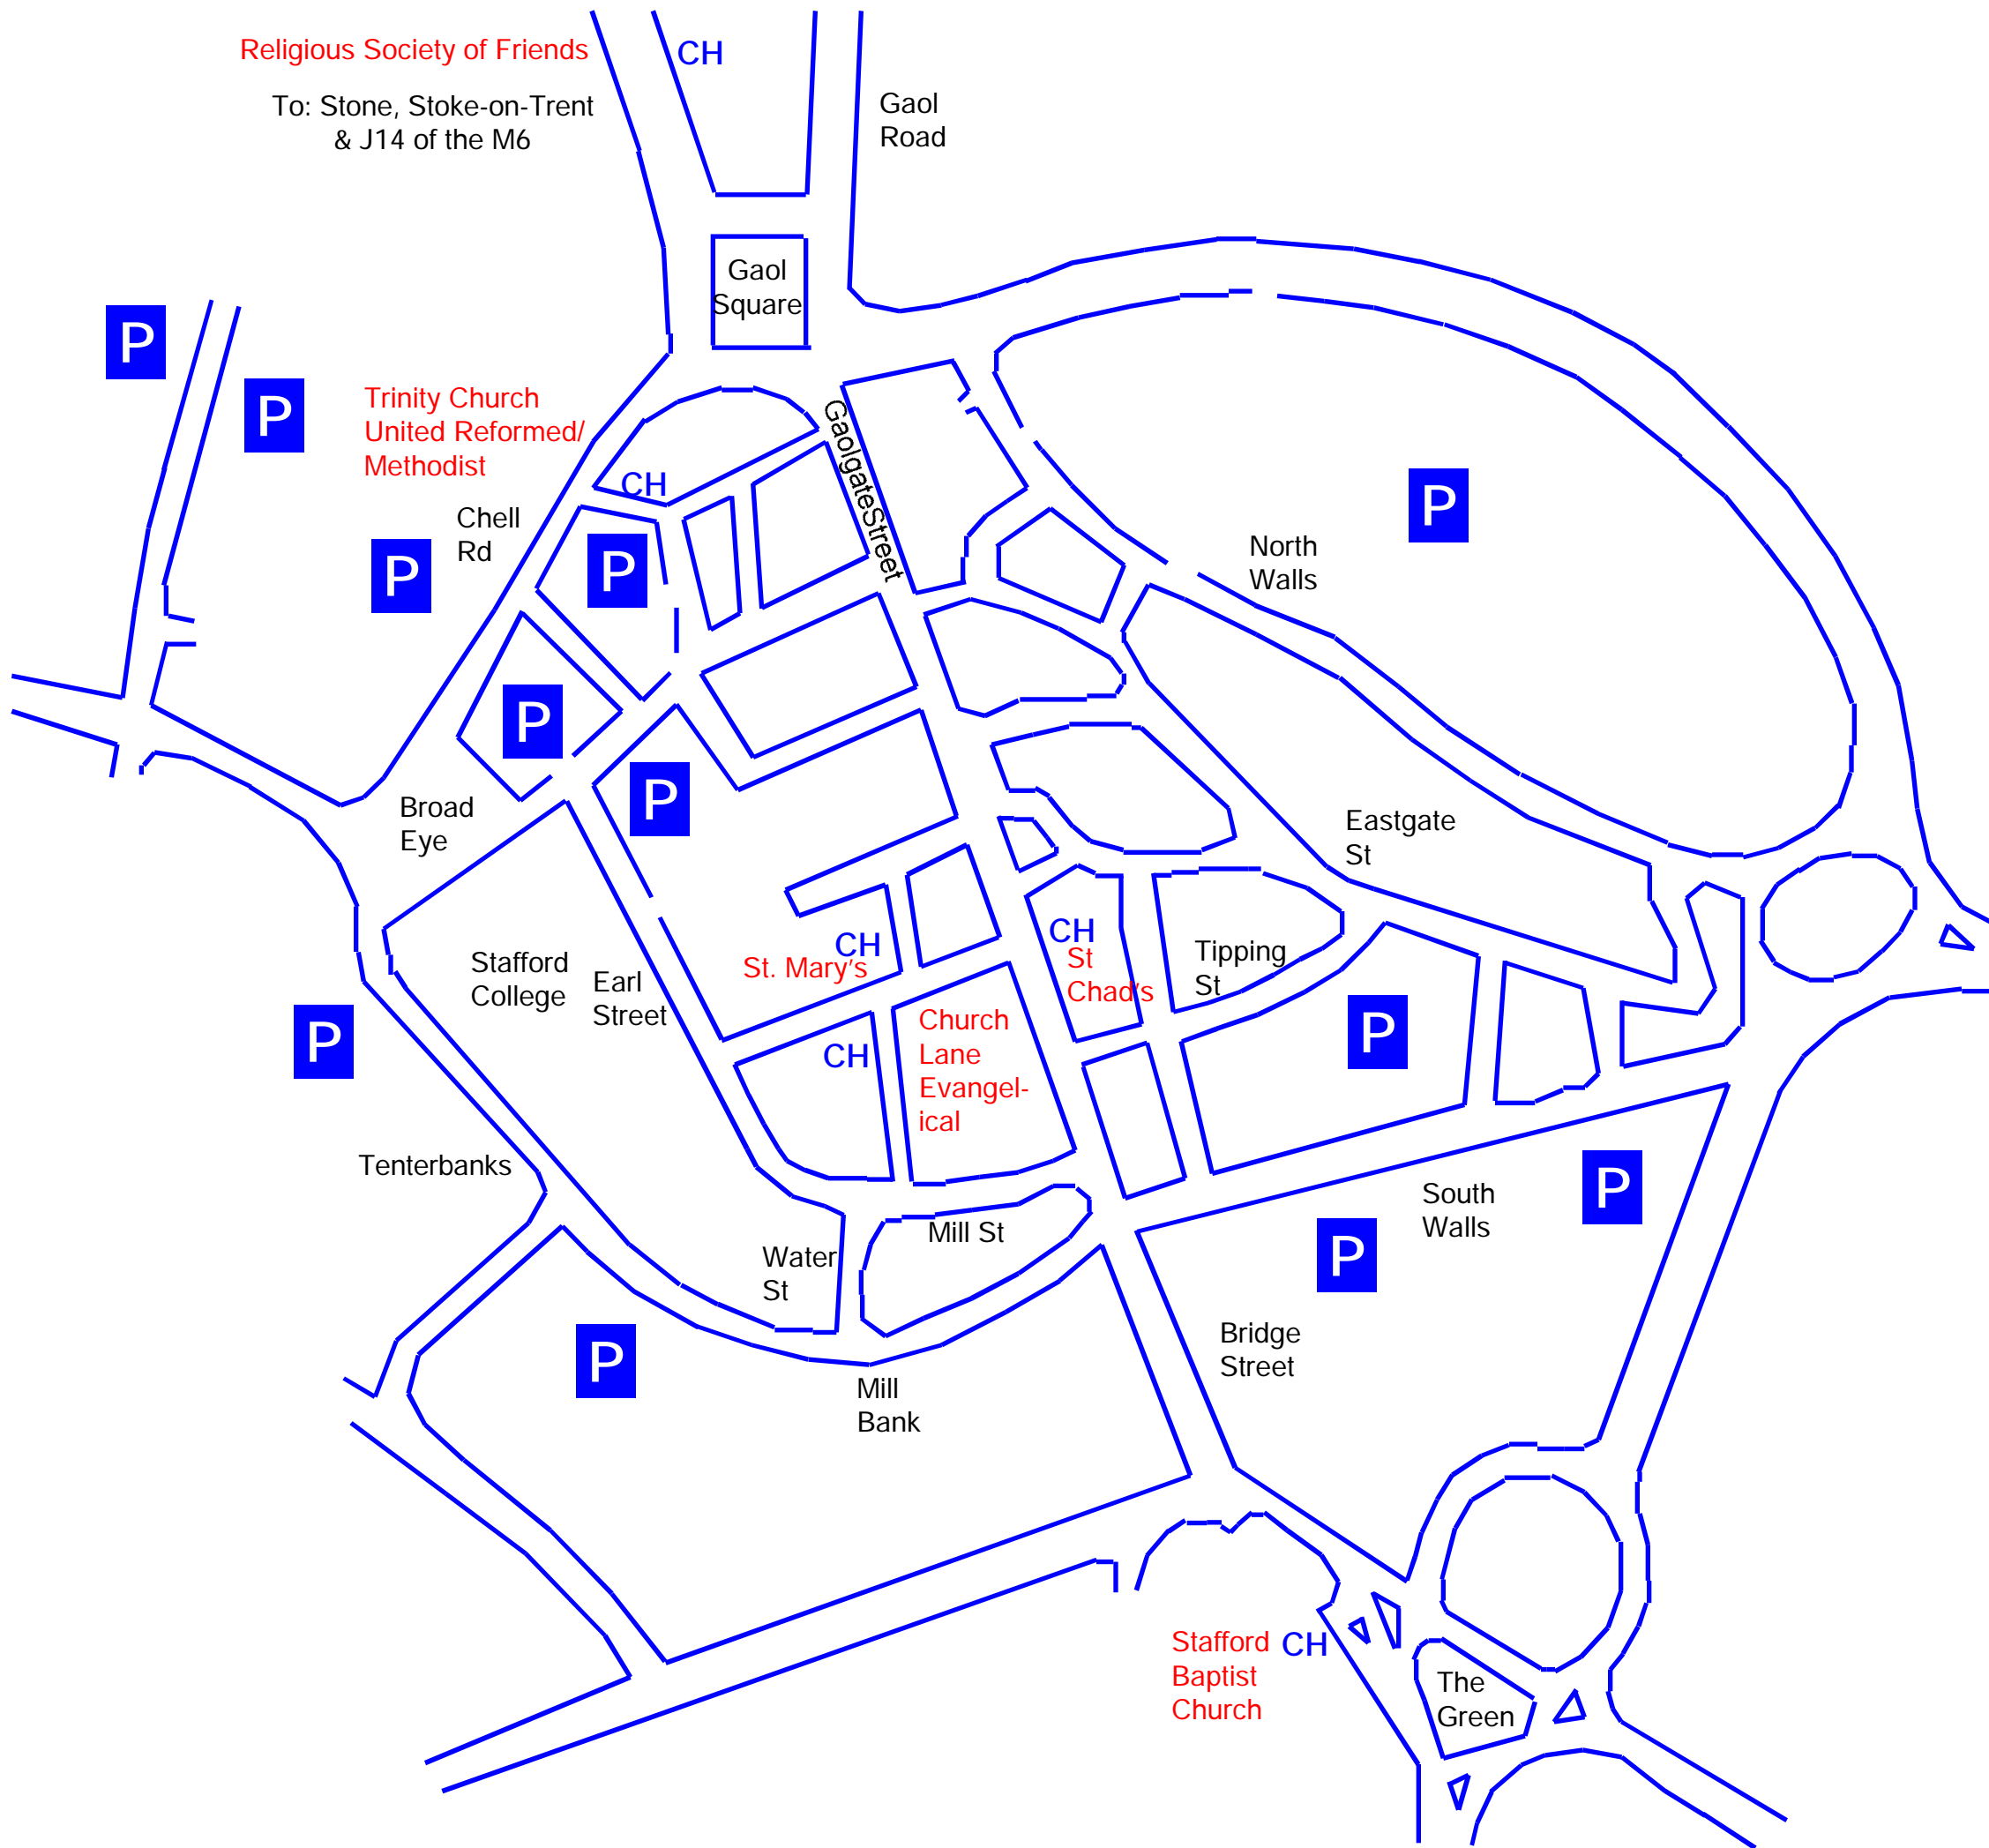 Religious Society of Friends
CH
To: Stone, Stoke-on-Trent
& J14 of the M6
Gaol
Road
Gaol
Square
P
P
Trinity Church
United Reformed/
Methodist
CH
GaolgateStreet
Chell
Rd
P
P
P
North
Walls
P
P
Broad
Eye
Eastgate
St
Stafford
College
Earl
Street
CH
St. Mary's
CH
St
Chad's
Tipping
St
P
P
CH
Church
Lane
Evangel-
ical
Tenterbanks
Water
St
Mill St
South
Walls
P
P
P
Mill
Bank
Bridge
Street
Stafford
Baptist
Church
CH
The
Green